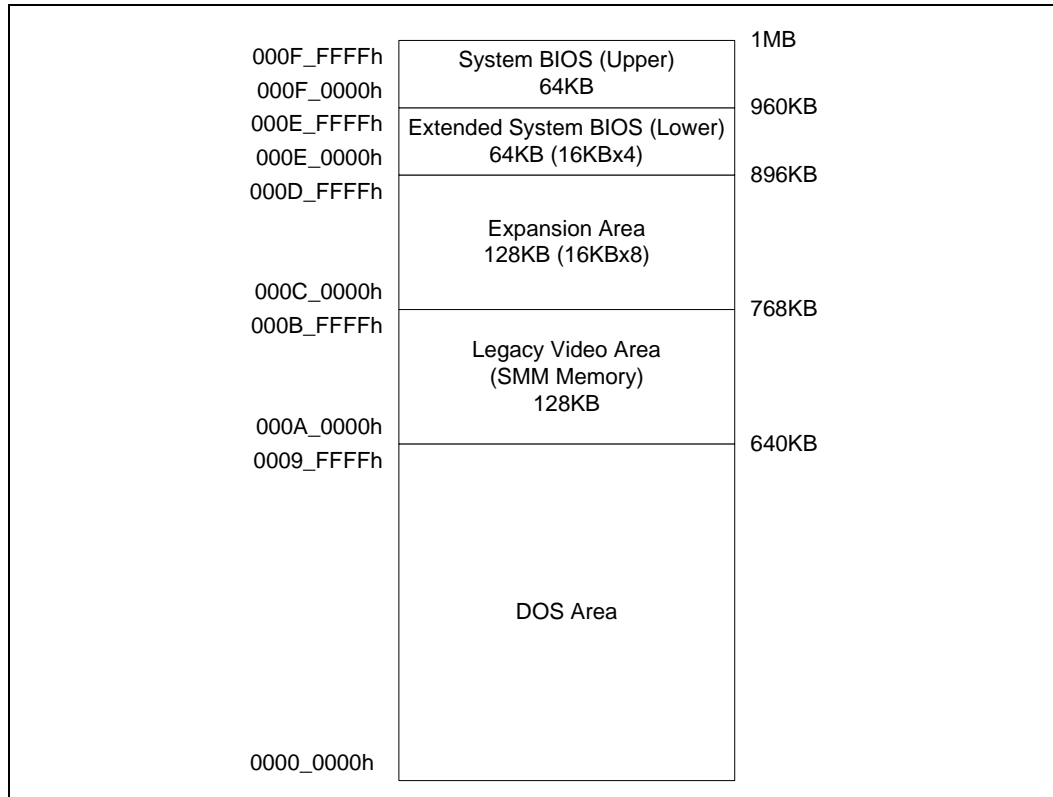 1MB
000F_FFFFh
System BIOS (Upper)
64KB
000F_0000h
960KB
000E_FFFFh
Extended System BIOS (Lower)
64KB (16KBx4)
000E_0000h
896KB
000D_FFFFh
Expansion Area
128KB (16KBx8)
000C_0000h
768KB
000B_FFFFh
Legacy Video Area
(SMM Memory)
128KB
000A_0000h
640KB
0009_FFFFh
DOS Area
0000_0000h